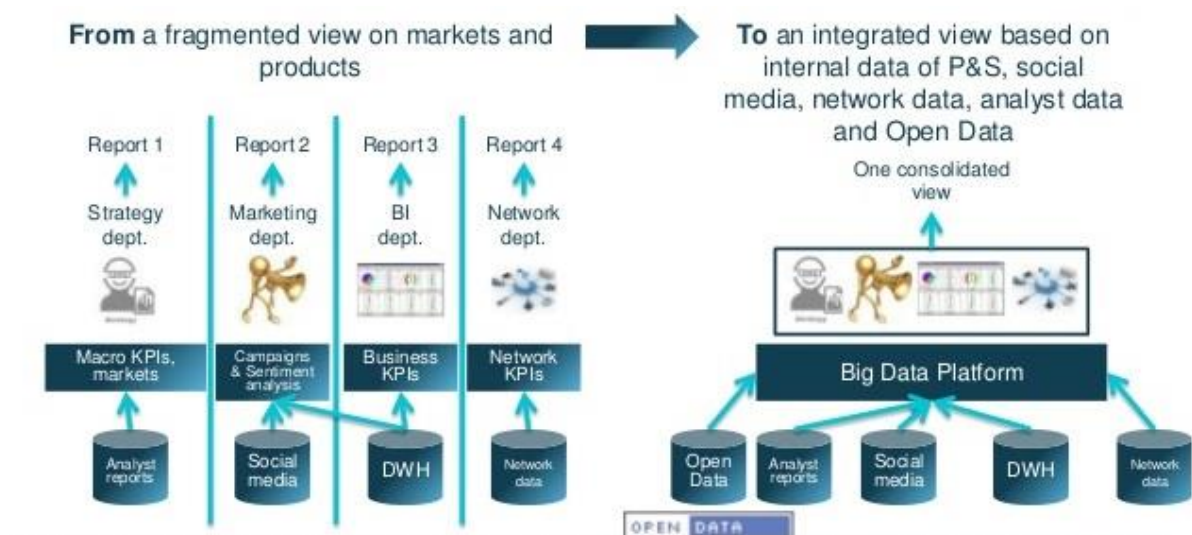 From a fragmented view on markets and
products
To an integrated view based on
internal data of P&S, social
media, network data, analyst data
and Open Data
Report 1
Report 2
Report 3
Report 4
One consolidated
view
Strategy
dept.
Marketing
dept.
BI
dept.
Network
dept.
Macro KPIs,
markets
Campaigns
& Sentiment
analysis
Business
KPIs
Network
KPIs
Big Data Platform
Analyst
reports
Social
media
DWH
Network
data
Open
Data
Analyst
reports
Social
media
DWH
Network
data
OPEN DATA